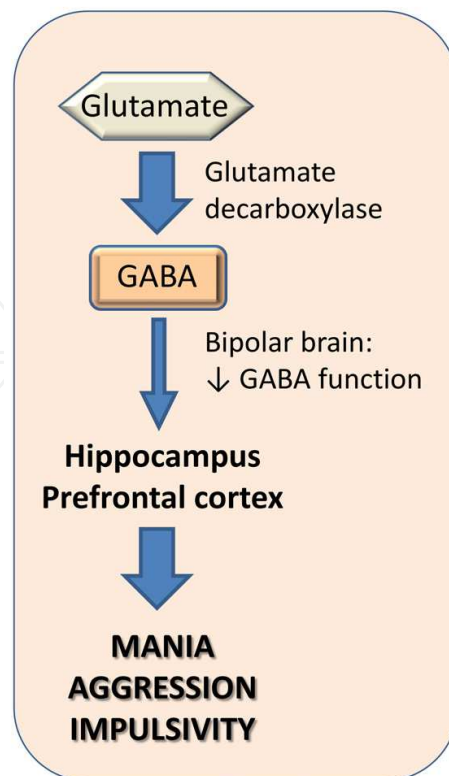 Glutamate
Glutamate
decarboxylase
GABA
Bipolar brain:
↓ GABA function
Hippocampus
Prefrontal cortex
MANIA
AGGRESSION
IMPULSIVITY